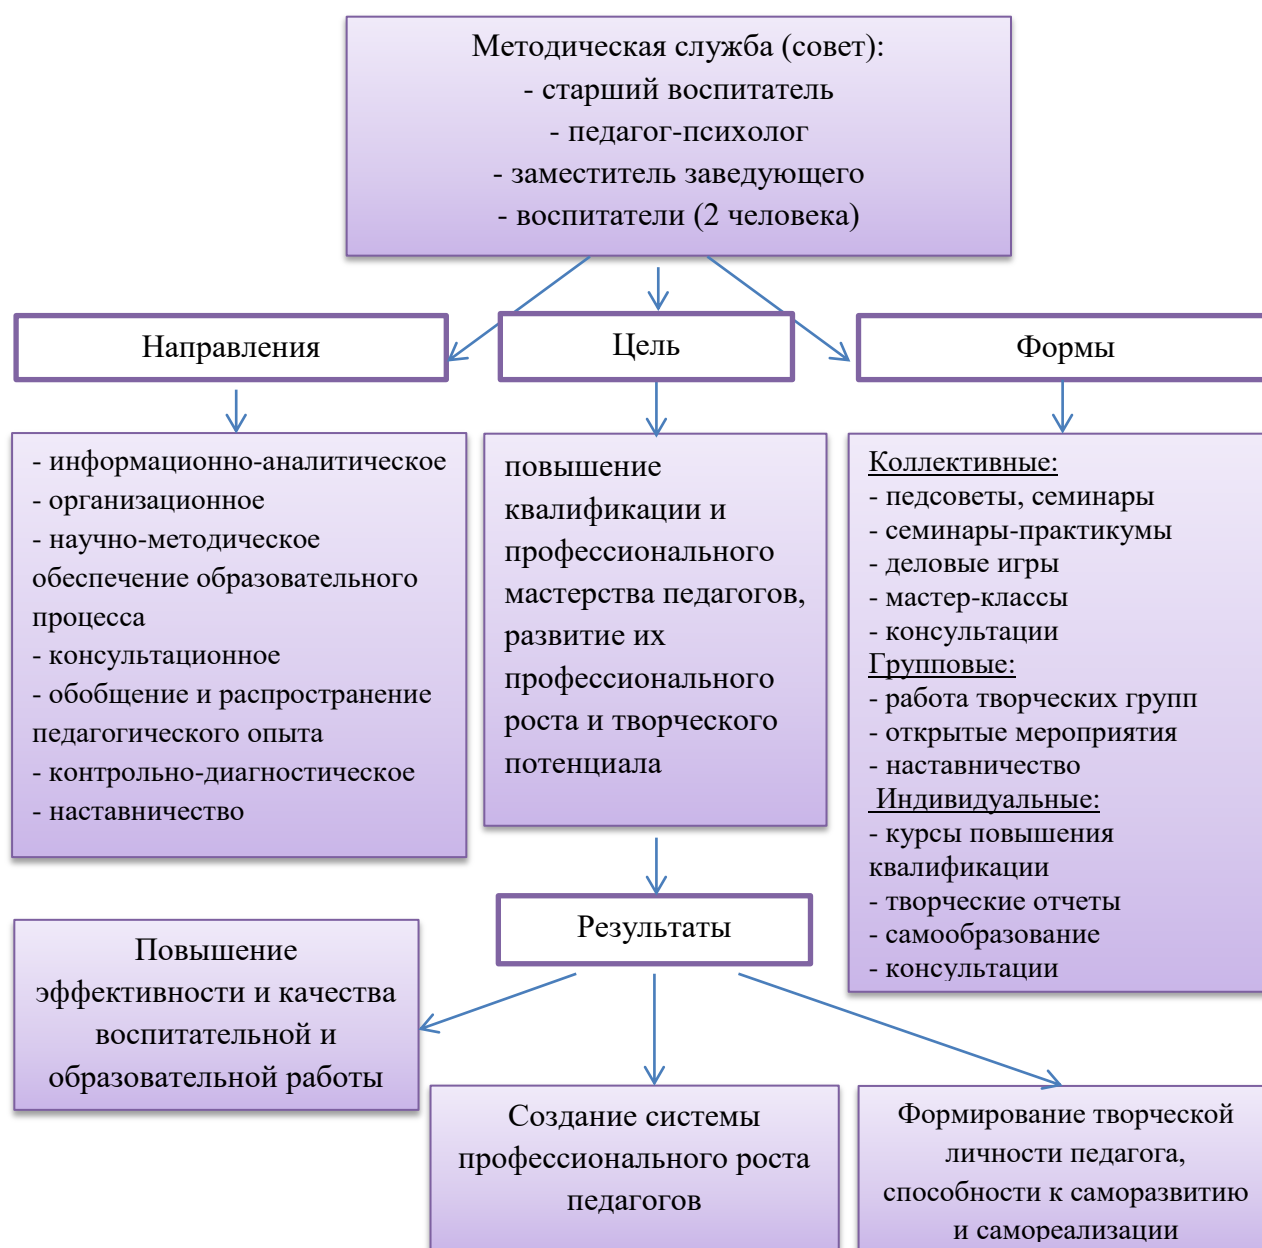 Методическая служба (совет):
- старший воспитатель
- педагог-психолог
- заместитель заведующего
- воспитатели (2 человека)
Направления
Цель
Формы
- информационно-аналитическое
- организационное
- научно-методическое
обеспечение образовательного
процесса
- консультационное
- обобщение и распространение
педагогического опыта
- контрольно-диагностическое
- наставничество
повышение
квалификации и
профессионального
мастерства педагогов,
развитие их
профессионального
роста и творческого
потенциала
Коллективные:
- педсоветы, семинары
- семинары-практикумы
- деловые игры
- мастер-классы
- консультации
Групповые:
- работа творческих групп
- открытые мероприятия
- наставничество
Индивидуальные:
- курсы повышения
квалификации
- творческие отчеты
- самообразование
- консультации
Результаты
Повышение
эффективности и качества
воспитательной и
образовательной работы
Создание системы
профессионального роста
педагогов
Формирование творческой
личности педагога,
способности к саморазвитию
и самореализации